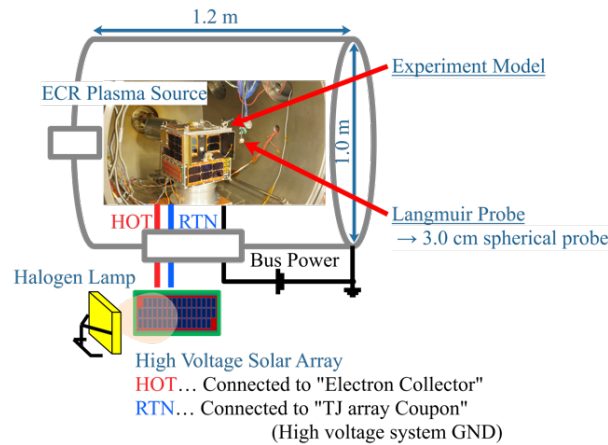 1.2 m
Experiment Model
ECR Plasma Source
1.0 m
Langmuir Probe
→ 3.0 cm spherical probe
HOT
RTN
Bus Power
Halogen Lamp
High Voltage Solar Array
HOT… Connected to "Electron Collector"
RTN… Connected to "TJ array Coupon"
(High voltage system GND)